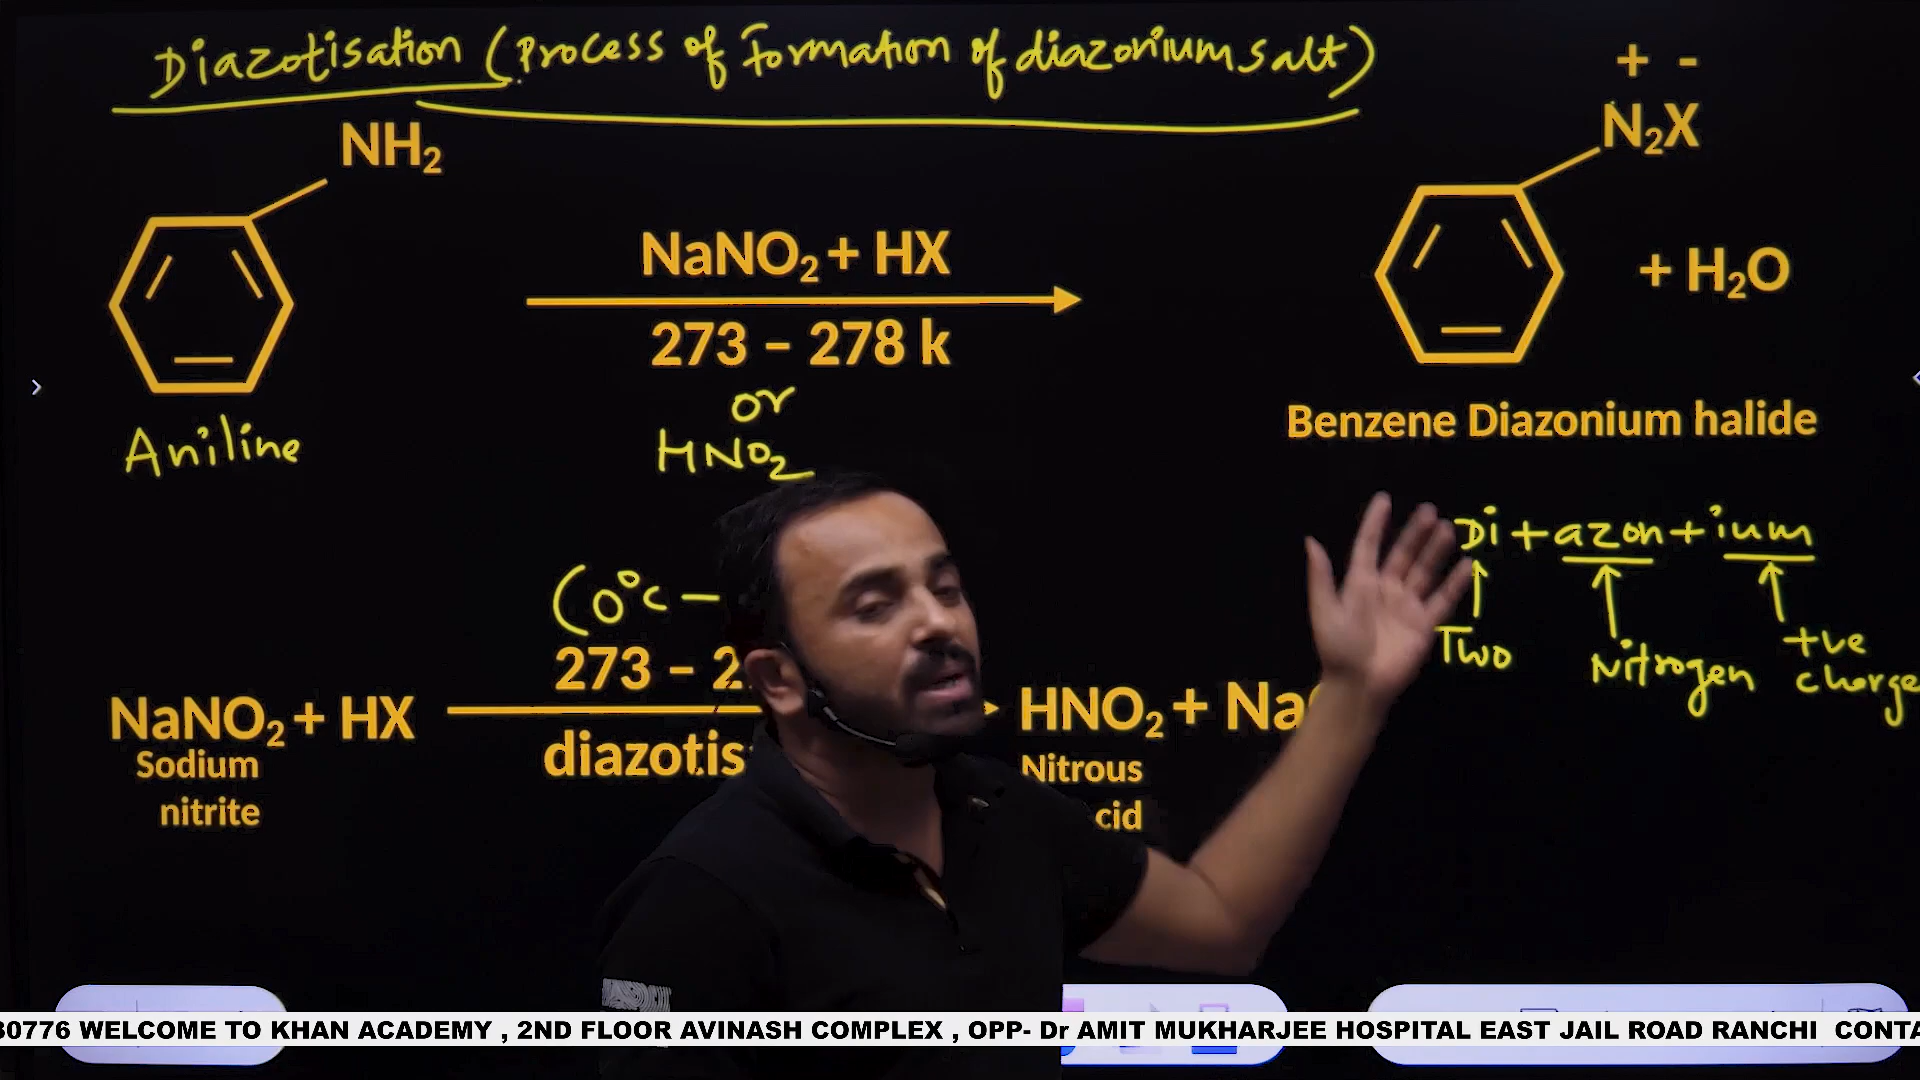 Diazotisation (Process of Formation of diazonium salt)
+ -
NH₂
N₂X
NaNO₂ + HX
273 – 278 k
+ H₂O
or
HNO₂
Aniline
Benzene Diazonium halide
Di + azon + ium
Two
Nitrogen
+ve
charge
(0°c –
273 –
NaNO₂ + HX
HNO₂ + Na
Sodium
nitrite
diazotis
Nitrous
cid
30776 WELCOME TO KHAN ACADEMY , 2ND FLOOR AVINASH COMPLEX , OPP- Dr AMIT MUKHARJEE HOSPITAL EAST JAIL ROAD RANCHI CONTA